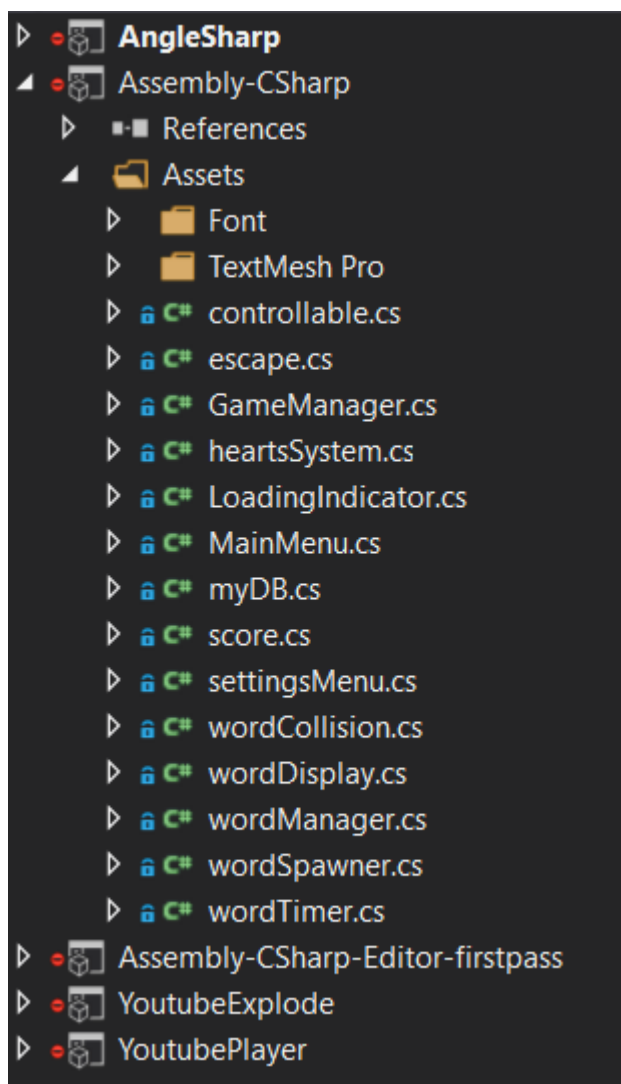 AngleSharp
Assembly-CSharp
References
Assets
Font
TextMesh Pro
C# controllable.cs
C# escape.cs
C# GameManager.cs
C# heartsSystem.cs
C# LoadingIndicator.cs
C# MainMenu.cs
C# myDB.cs
C# score.cs
C# settingsMenu.cs
C# wordCollision.cs
C# wordDisplay.cs
C# wordManager.cs
C# wordSpawner.cs
C# wordTimer.cs
Assembly-CSharp-Editor-firstpass
YoutubeExplode
YoutubePlayer